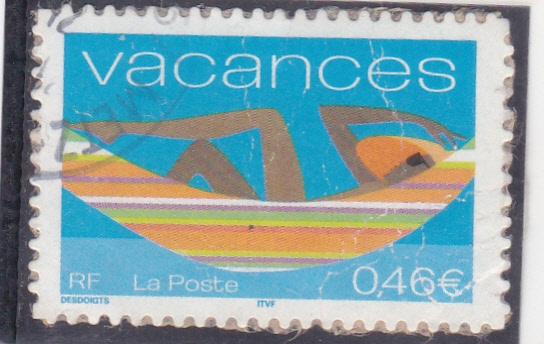 vacances
RF La Poste 0,46€
DESDOIGTS ITVF